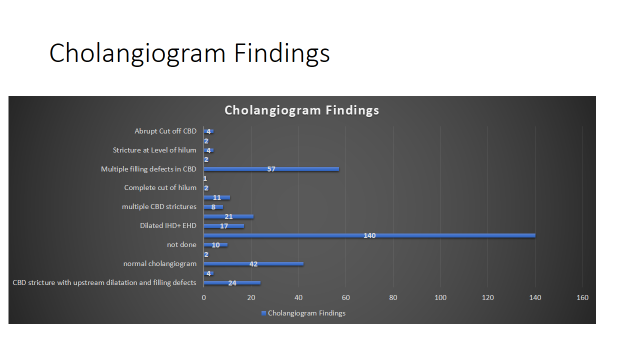 Cholangiogram Findings
Cholangiogram Findings
Abrupt Cut off CBD
4
2
Stricture at Level of hilum
4
2
Multiple filling defects in CBD
57
1
Complete cut of hilum
2
11
multiple CBD strictures
8
21
Dilated IHD+ EHD
17
140
not done
10
2
normal cholangiogram
42
4
CBD stricture with upstream dilatation and filling defects
24
0 20 40 60 80 100 120 140 160
Cholangiogram Findings